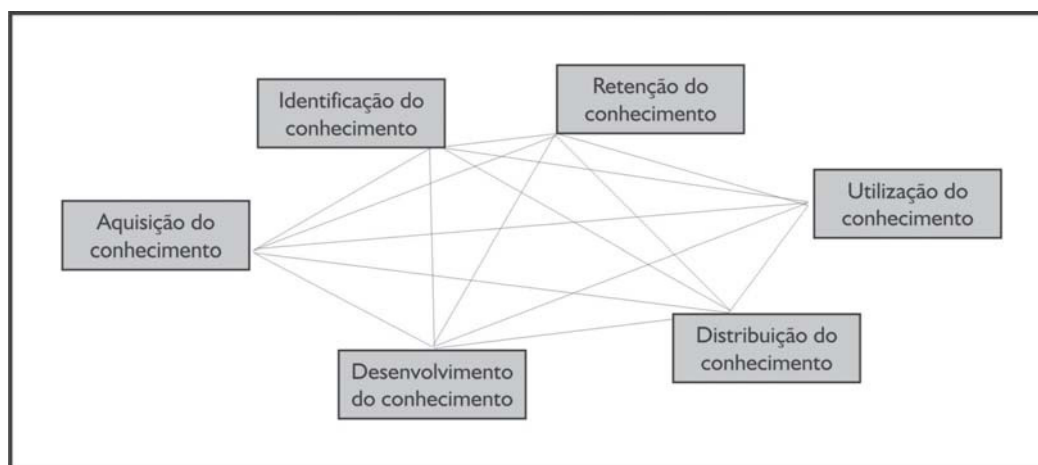 Identificação do
conhecimento
Retenção do
conhecimento
Aquisição do
conhecimento
Utilização do
conhecimento
Desenvolvimento
do conhecimento
Distribuição do
conhecimento